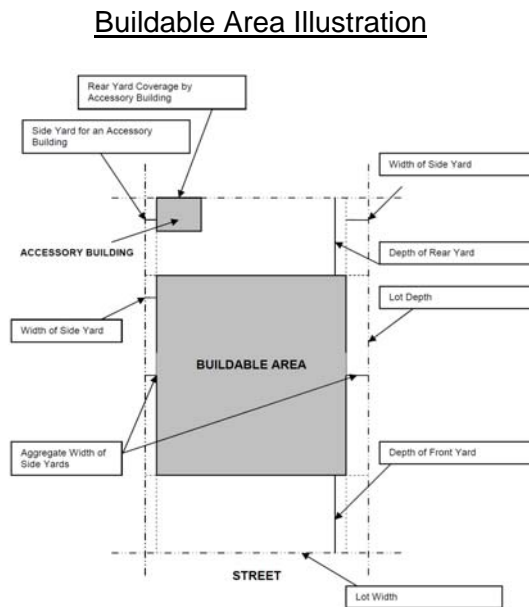 Buildable Area Illustration
Rear Yard Coverage by
Accessory Building
Side Yard for an Accessory
Building
Width of Side Yard
ACCESSORY BUILDING
Depth of Rear Yard
Lot Depth
Width of Side Yard
BUILDABLE AREA
Aggregate Width of
Side Yards
Depth of Front Yard
STREET
Lot Width